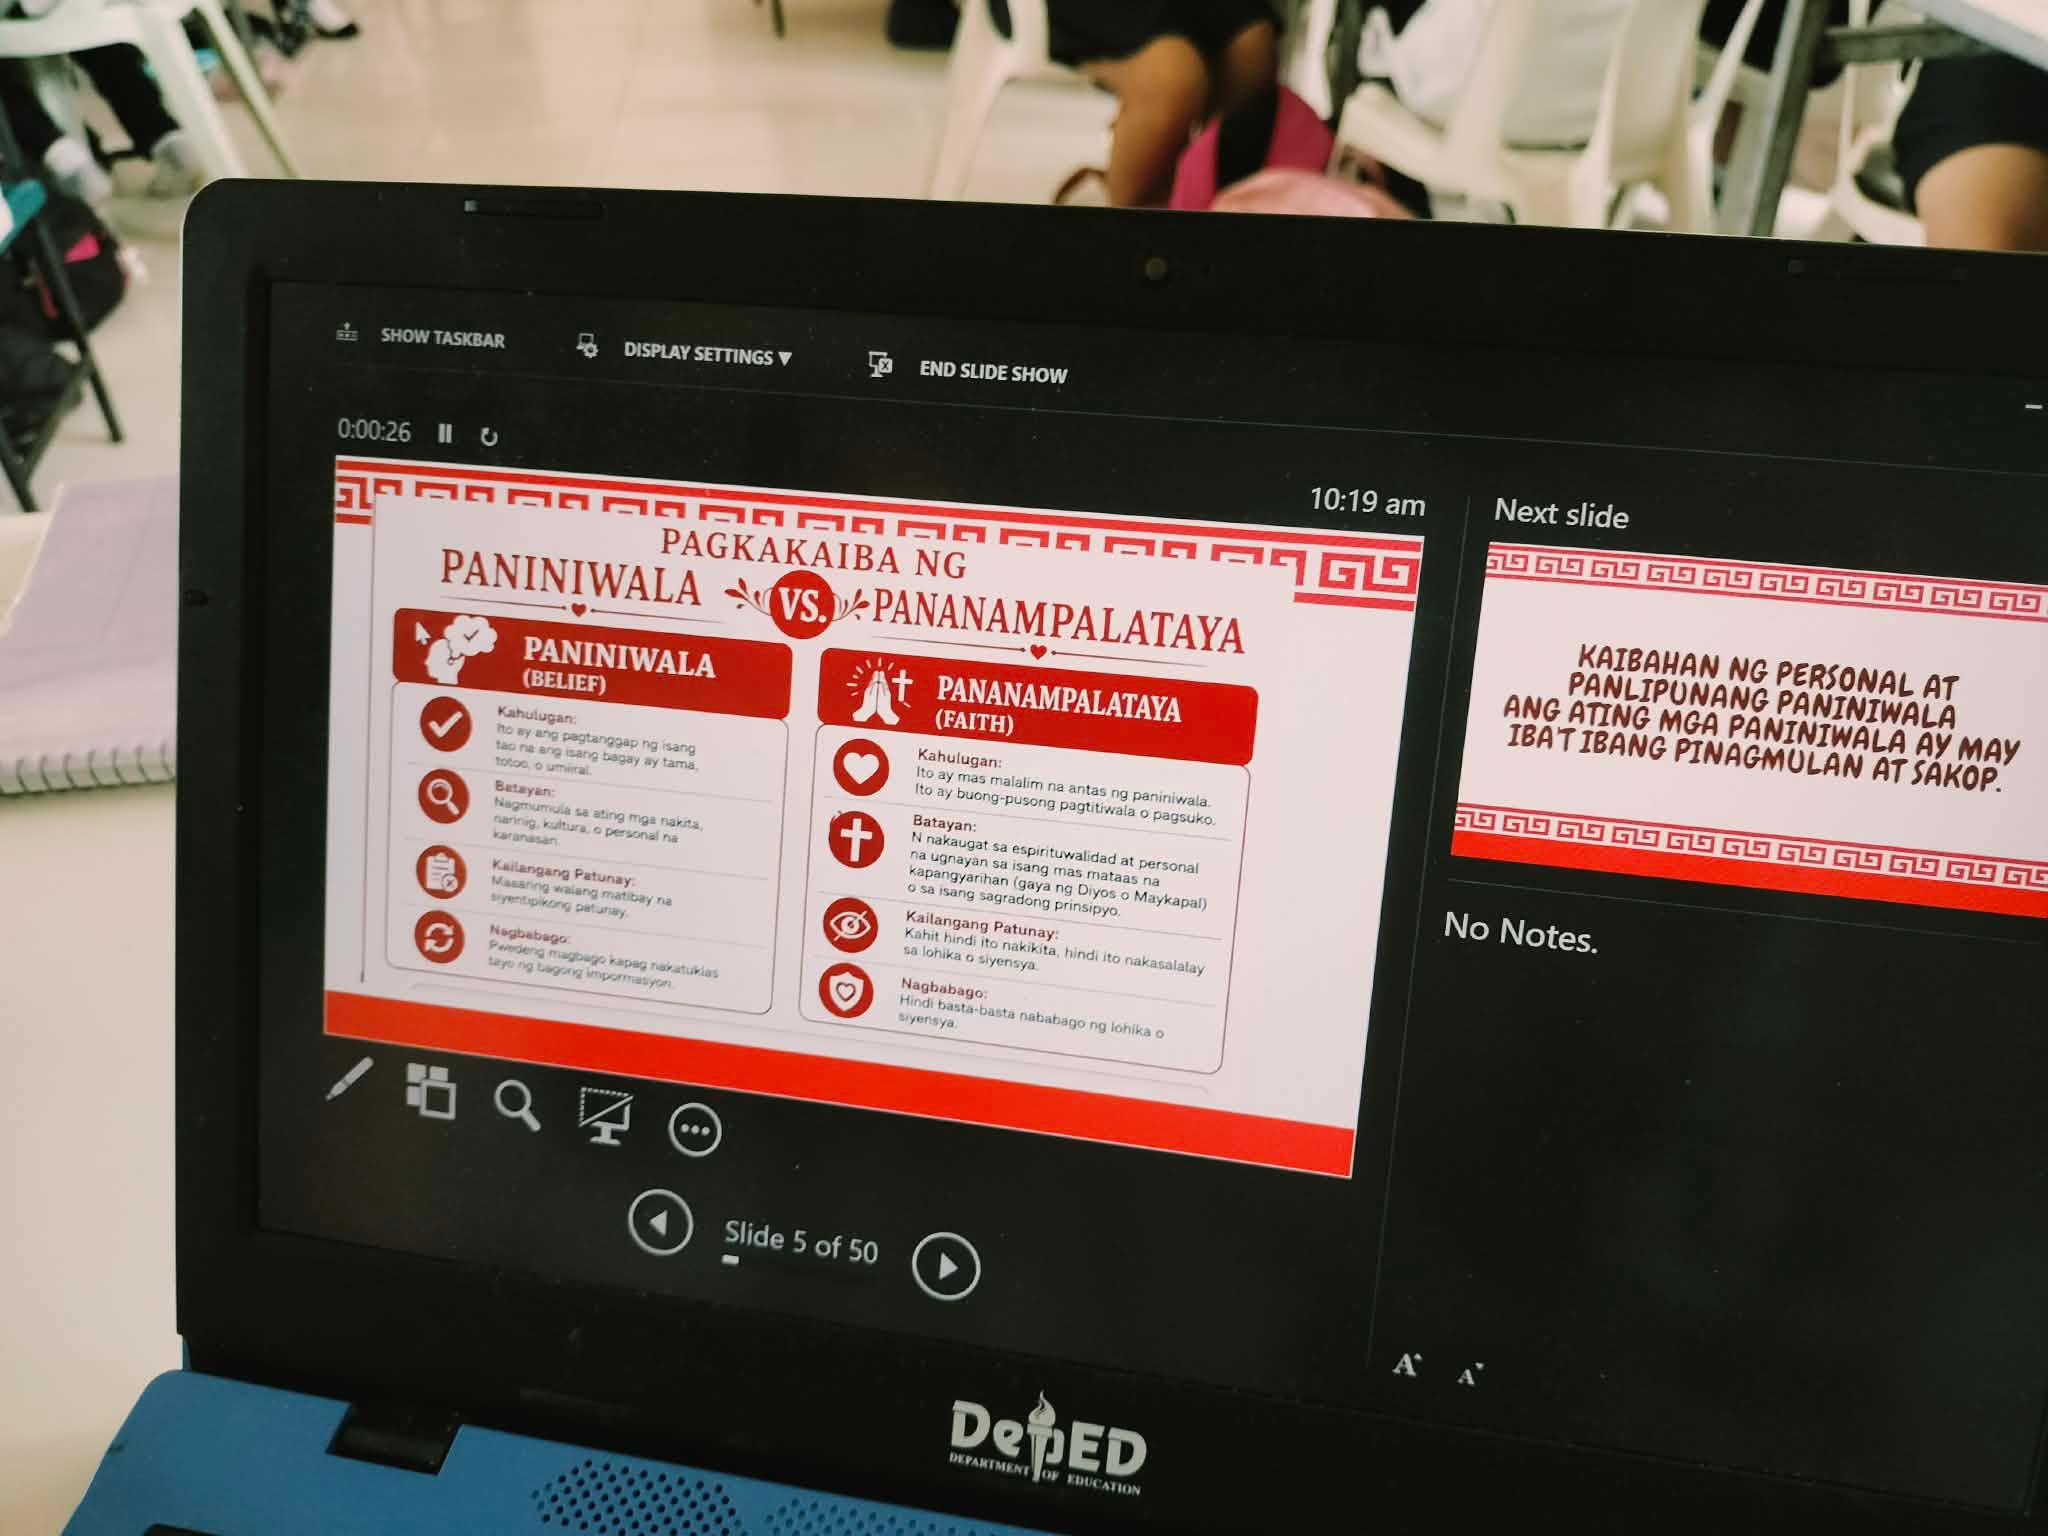 SHOW TASKBAR
DISPLAY SETTINGS ▼
END SLIDE SHOW
0:00:26
10:19 am
PAGKAKAIBA NG
PANINIWALA VS. PANANAMPALATAYA
PANINIWALA
(BELIEF)
Kahulugan:
Ito ay ang pagtanggap ng isang
tao na ang isang bagay ay tama,
totoo, o umiiral.
Batayan:
Nagmumula sa ating mga nakita,
narinig, kultura, o personal na
karanasan.
Kailangang Patunay:
Maaaring walang matibay na
siyentipikong patunay.
Nagbabago:
Pwedeng magbago kapag nakatuklas
tayo ng bagong impormasyon.
PANANAMPALATAYA
(FAITH)
Kahulugan:
Ito ay mas malalim na antas ng paniniwala.
Ito ay buong-pusong pagtitiwala o pagsuko.
Batayan:
N nakaugat sa espirituwalidad at personal
na ugnayan sa isang mas mataas na
kapangyarihan (gaya ng Diyos o Maykapal)
o sa isang sagradong prinsipyo.
Kailangang Patunay:
Kahit hindi ito nakikita, hindi ito nakasalalay
sa lohika o siyensya.
Nagbabago:
Hindi basta-basta nababago ng lohika o
siyensya.
Slide 5 of 50
Next slide
KAIBAHAN NG PERSONAL AT
PANLIPUNANG PANINIWALA
ANG ATING MGA PANINIWALA AY MAY
IBA'T IBANG PINAGMULAN AT SAKOP.
No Notes.
A A
DepED
DEPARTMENT OF EDUCATION